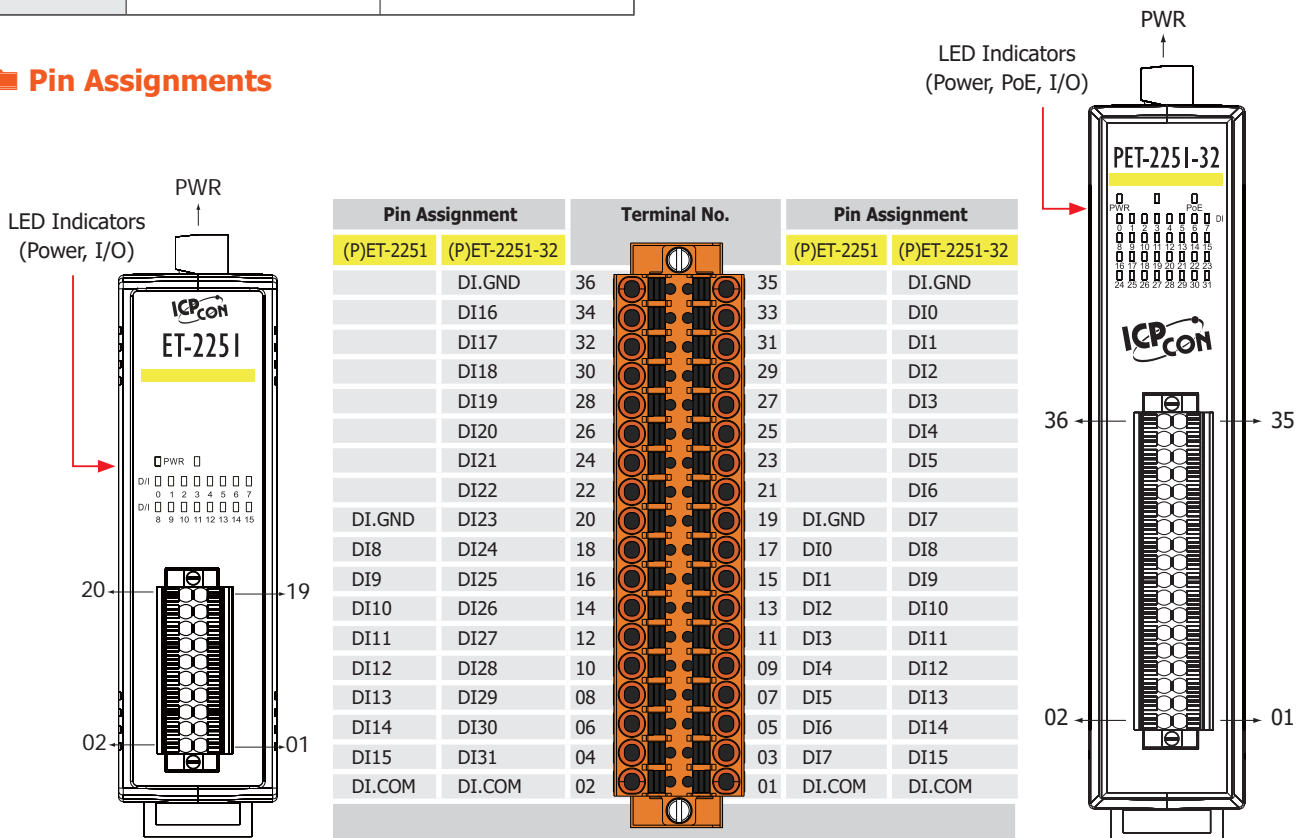 Pin Assignments
PWR
LED Indicators
(Power, I/O)
ICP CON
ET-2251
PWR
D/I
0 1 2 3 4 5 6 7
D/I
8 9 10 11 12 13 14 15
20 19
02 01
Pin Assignment Terminal No. Pin Assignment
(P)ET-2251 (P)ET-2251-32 (P)ET-2251 (P)ET-2251-32
DI.GND 36 35 DI.GND
DI16 34 33 DI0
DI17 32 31 DI1
DI18 30 29 DI2
DI19 28 27 DI3
DI20 26 25 DI4
DI21 24 23 DI5
DI22 22 21 DI6
DI.GND DI23 20 19 DI.GND DI7
DI8 DI24 18 17 DI0 DI8
DI9 DI25 16 15 DI1 DI9
DI10 DI26 14 13 DI2 DI10
DI11 DI27 12 11 DI3 DI11
DI12 DI28 10 09 DI4 DI12
DI13 DI29 08 07 DI5 DI13
DI14 DI30 06 05 DI6 DI14
DI15 DI31 04 03 DI7 DI15
DI.COM DI.COM 02 01 DI.COM DI.COM
PWR
LED Indicators
(Power, PoE, I/O)
PET-2251-32
PWR PoE
DI
0 1 2 3 4 5 6 7
8 9 10 11 12 13 14 15
16 17 18 19 20 21 22 23
24 25 26 27 28 29 30 31
ICP CON
36 35
02 01